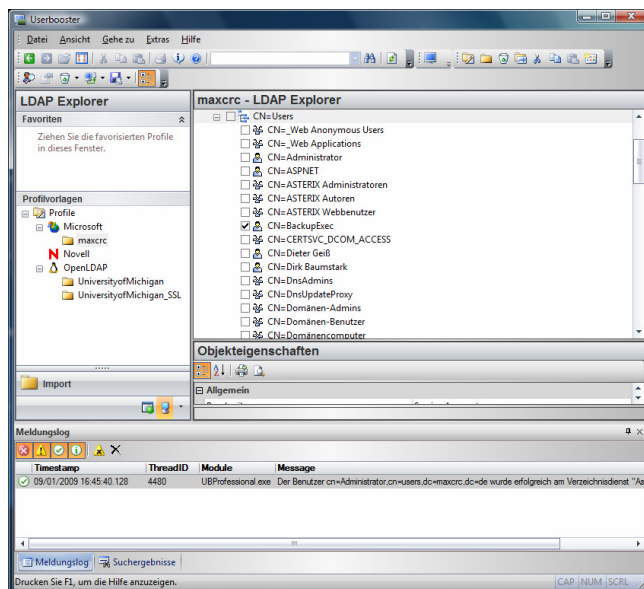 Userbooster
Datei Ansicht Gehe zu Extras Hilfe
LDAP Explorer
Favoriten
Ziehen Sie die favorisierten Profile
in dieses Fenster.
Profilvorlagen
Profile
Microsoft
maxcrc
Novell
OpenLDAP
UniversityofMichigan
UniversityofMichigan_SSL
Import
maxcrc - LDAP Explorer
CN=Users
CN=_Web Anonymous Users
CN=_Web Applications
CN=Administrator
CN=ASPNET
CN=ASTERIX Administratoren
CN=ASTERIX Autoren
CN=ASTERIX Webbenutzer
CN=BackupExec
CN=CERTSVC_DCOM_ACCESS
CN=Dieter Geiß
CN=Dirk Baumstark
CN=DnsAdmins
CN=DnsUpdateProxy
CN=Domänen-Admins
CN=Domänen-Benutzer
CN=Domänencomputer
Objekteigenschaften
Allgemein
Meldungslog
Timestamp ThreadID Module Message
09/01/2009 16:45:40.128 4480 UBProfessional.exe Der Benutzer cn=Administrator,cn=users,dc=maxcrc,dc=de wurde erfolgreich am Verzeichnisdienst "As
Meldungslog Suchergebnisse
Drucken Sie F1, um die Hilfe anzuzeigen. CAP NUM SCRL